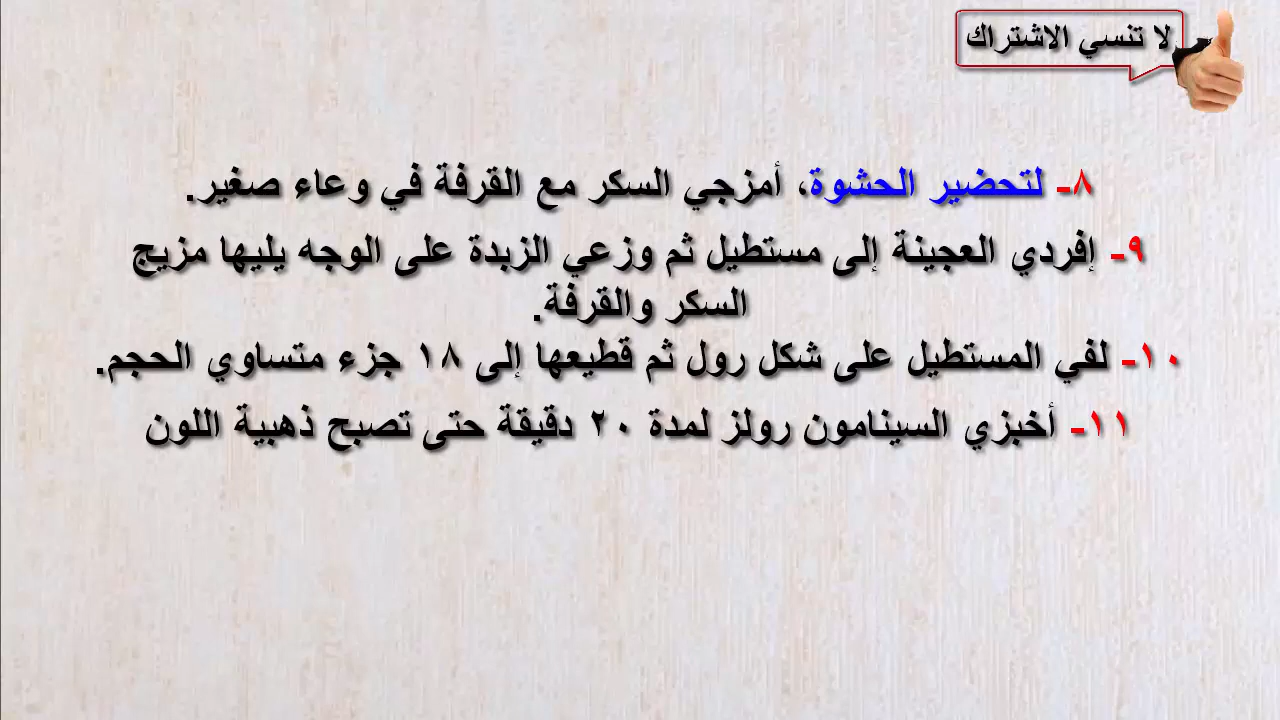 لا تنسي الاشتراك
٨- لتحضير الحشوة، أمزجي السكر مع القرفة في وعاء صغير.
٩- إفردي العجينة إلى مستطيل ثم وزعي الزبدة على الوجه يليها مزيج
السكر والقرفة.
١٠- لفي المستطيل على شكل رول ثم قطيعها إلى ١٨ جزء متساوي الحجم.
١١- أخبزي السينامون رولز لمدة ٢٠ دقيقة حتى تصبح ذهبية اللون